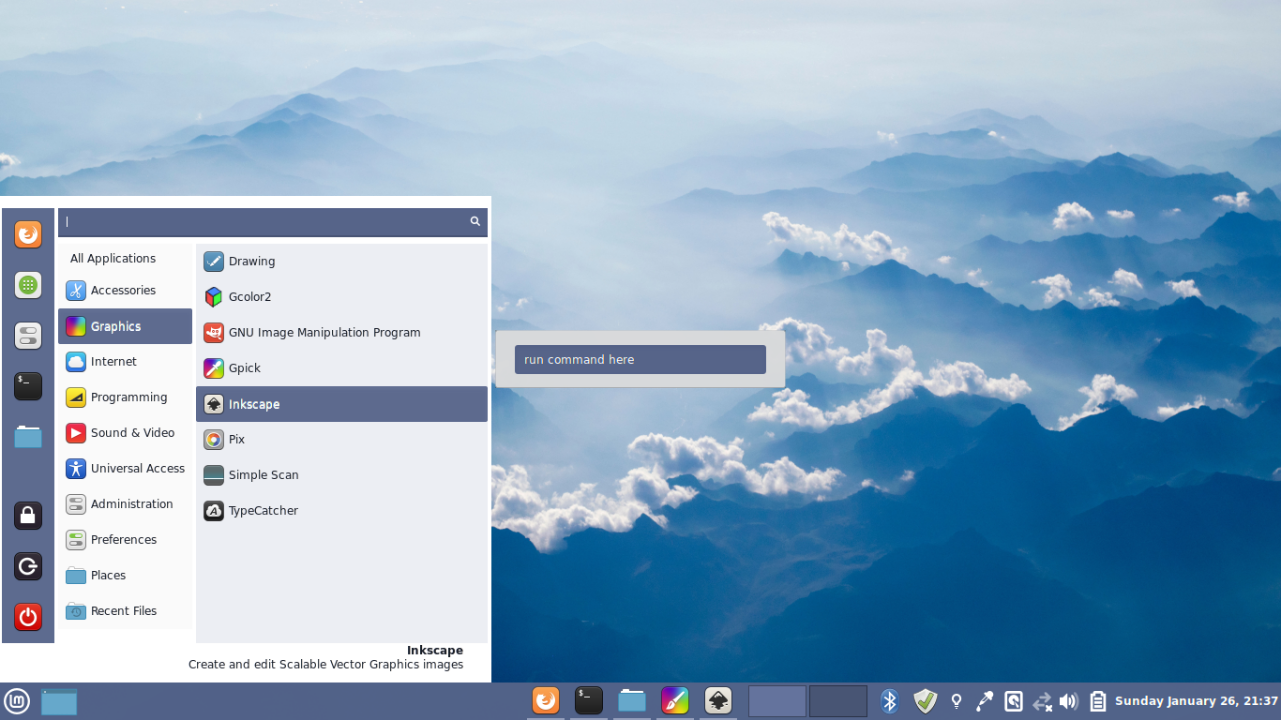 All Applications
Accessories
Graphics
Internet
Programming
Sound & Video
Universal Access
Administration
Preferences
Places
Recent Files
Drawing
Gcolor2
GNU Image Manipulation Program
Gpick
Inkscape
Pix
Simple Scan
TypeCatcher
Inkscape
Create and edit Scalable Vector Graphics images
run command here
Sunday January 26, 21:37